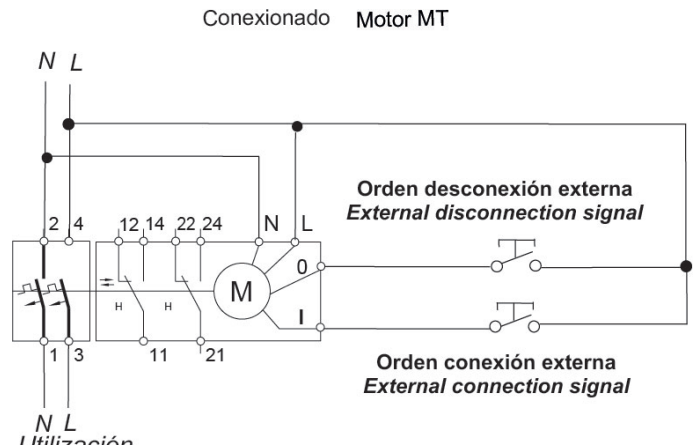 Conexionado Motor MT
N L
Orden desconexión externa
External disconnection signal
2 4 12 14 22 24 N L
0
M
H H
I
1 3 11 21
Orden conexión externa
External connection signal
N L
Utilización